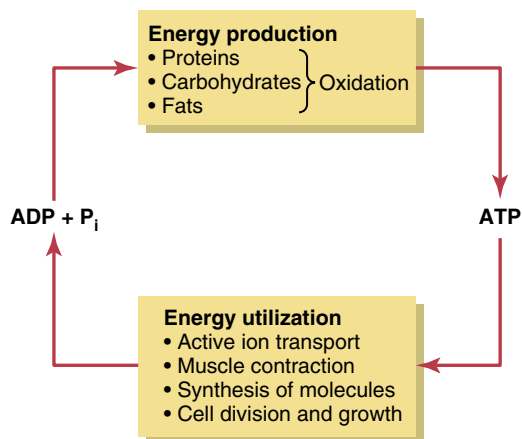 Energy production
• Proteins
• Carbohydrates
• Fats
Oxidation
ADP + Pi
ATP
Energy utilization
• Active ion transport
• Muscle contraction
• Synthesis of molecules
• Cell division and growth